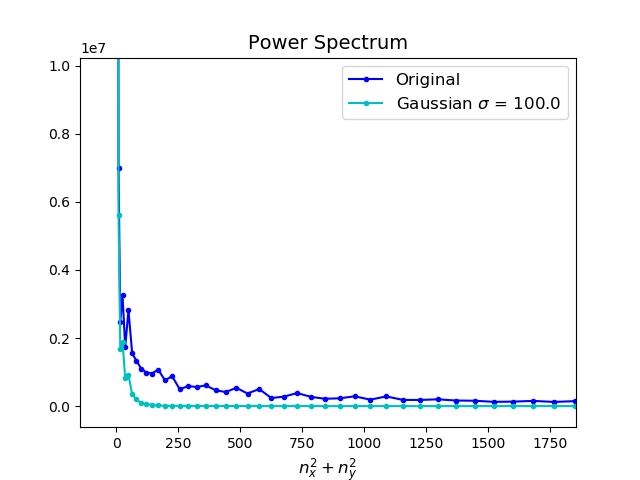 Power Spectrum
1e7
1.0
0.8
0.6
0.4
0.2
0.0
Original
Gaussian σ = 100.0
0 250 500 750 1000 1250 1500 1750
n_x^2 + n_y^2